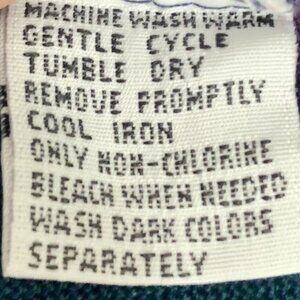 MACHINE WASH WARM
GENTLE CYCLE
TUMBLE DRY
REMOVE PROMPTLY
COOL IRON
ONLY NON-CHLORINE
BLEACH WHEN NEEDED
WASH DARK COLORS
SEPARATELY